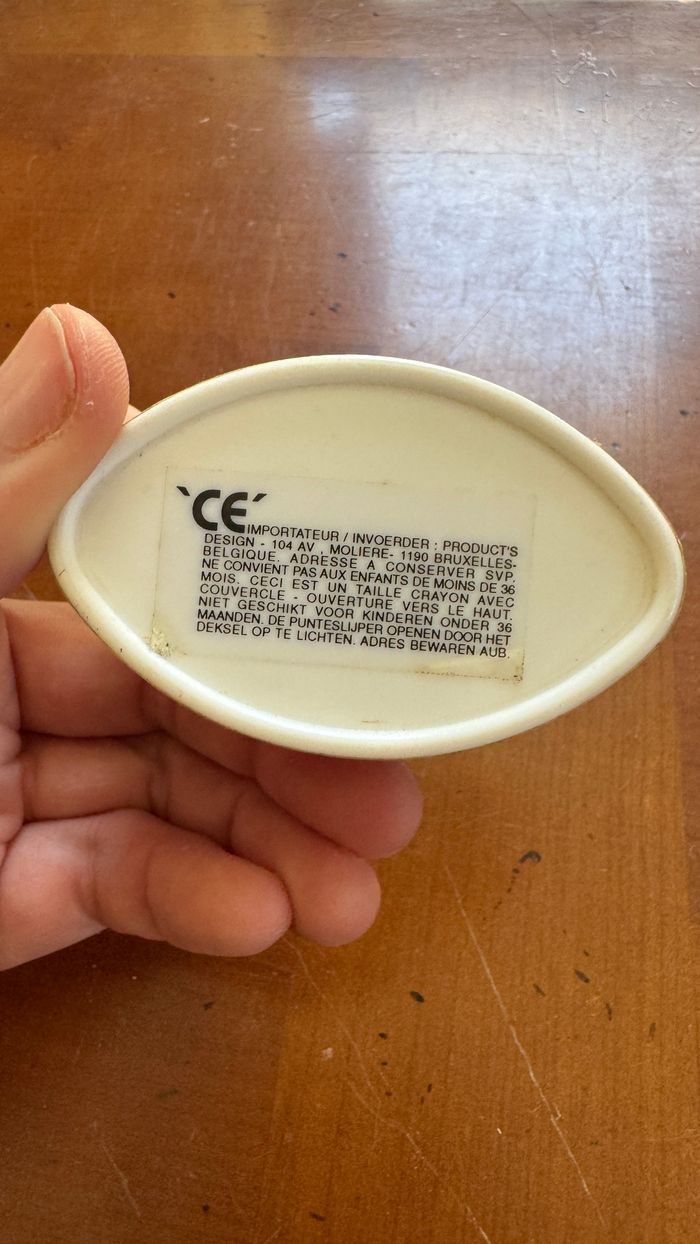 `CE´ IMPORTATEUR / INVOERDER : PRODUCT'S
DESIGN - 104 AV . MOLIERE- 1190 BRUXELLES-
BELGIQUE. ADRESSE A CONSERVER SVP.
NE CONVIENT PAS AUX ENFANTS DE MOINS DE 36
MOIS. CECI EST UN TAILLE CRAYON AVEC
COUVERCLE - OUVERTURE VERS LE HAUT.
NIET GESCHIKT VOOR KINDEREN ONDER 36
MAANDEN. DE PUNTESLIJPER OPENEN DOOR HET
DEKSEL OP TE LICHTEN. ADRES BEWAREN AUB.